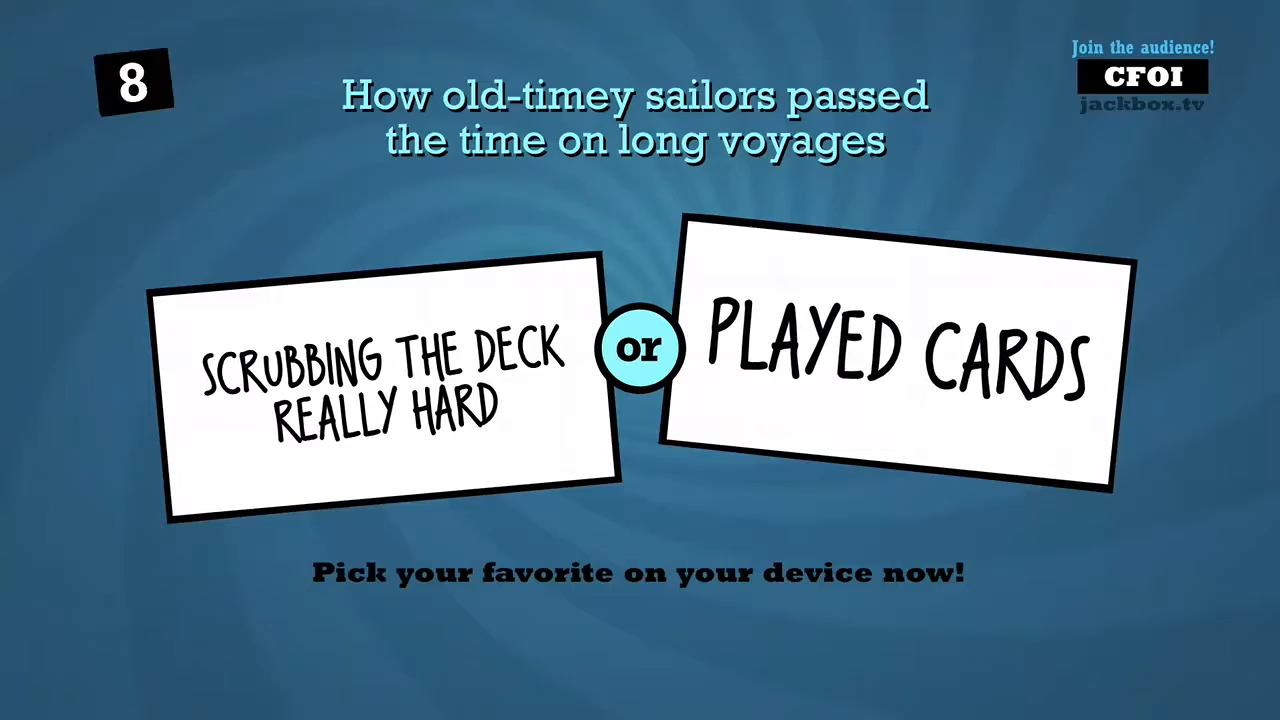 8
Join the audience!
CFOI
jackbox.tv
How old-timey sailors passed
the time on long voyages
SCRUBBING THE DECK
REALLY HARD
or
PLAYED CARDS
Pick your favorite on your device now!